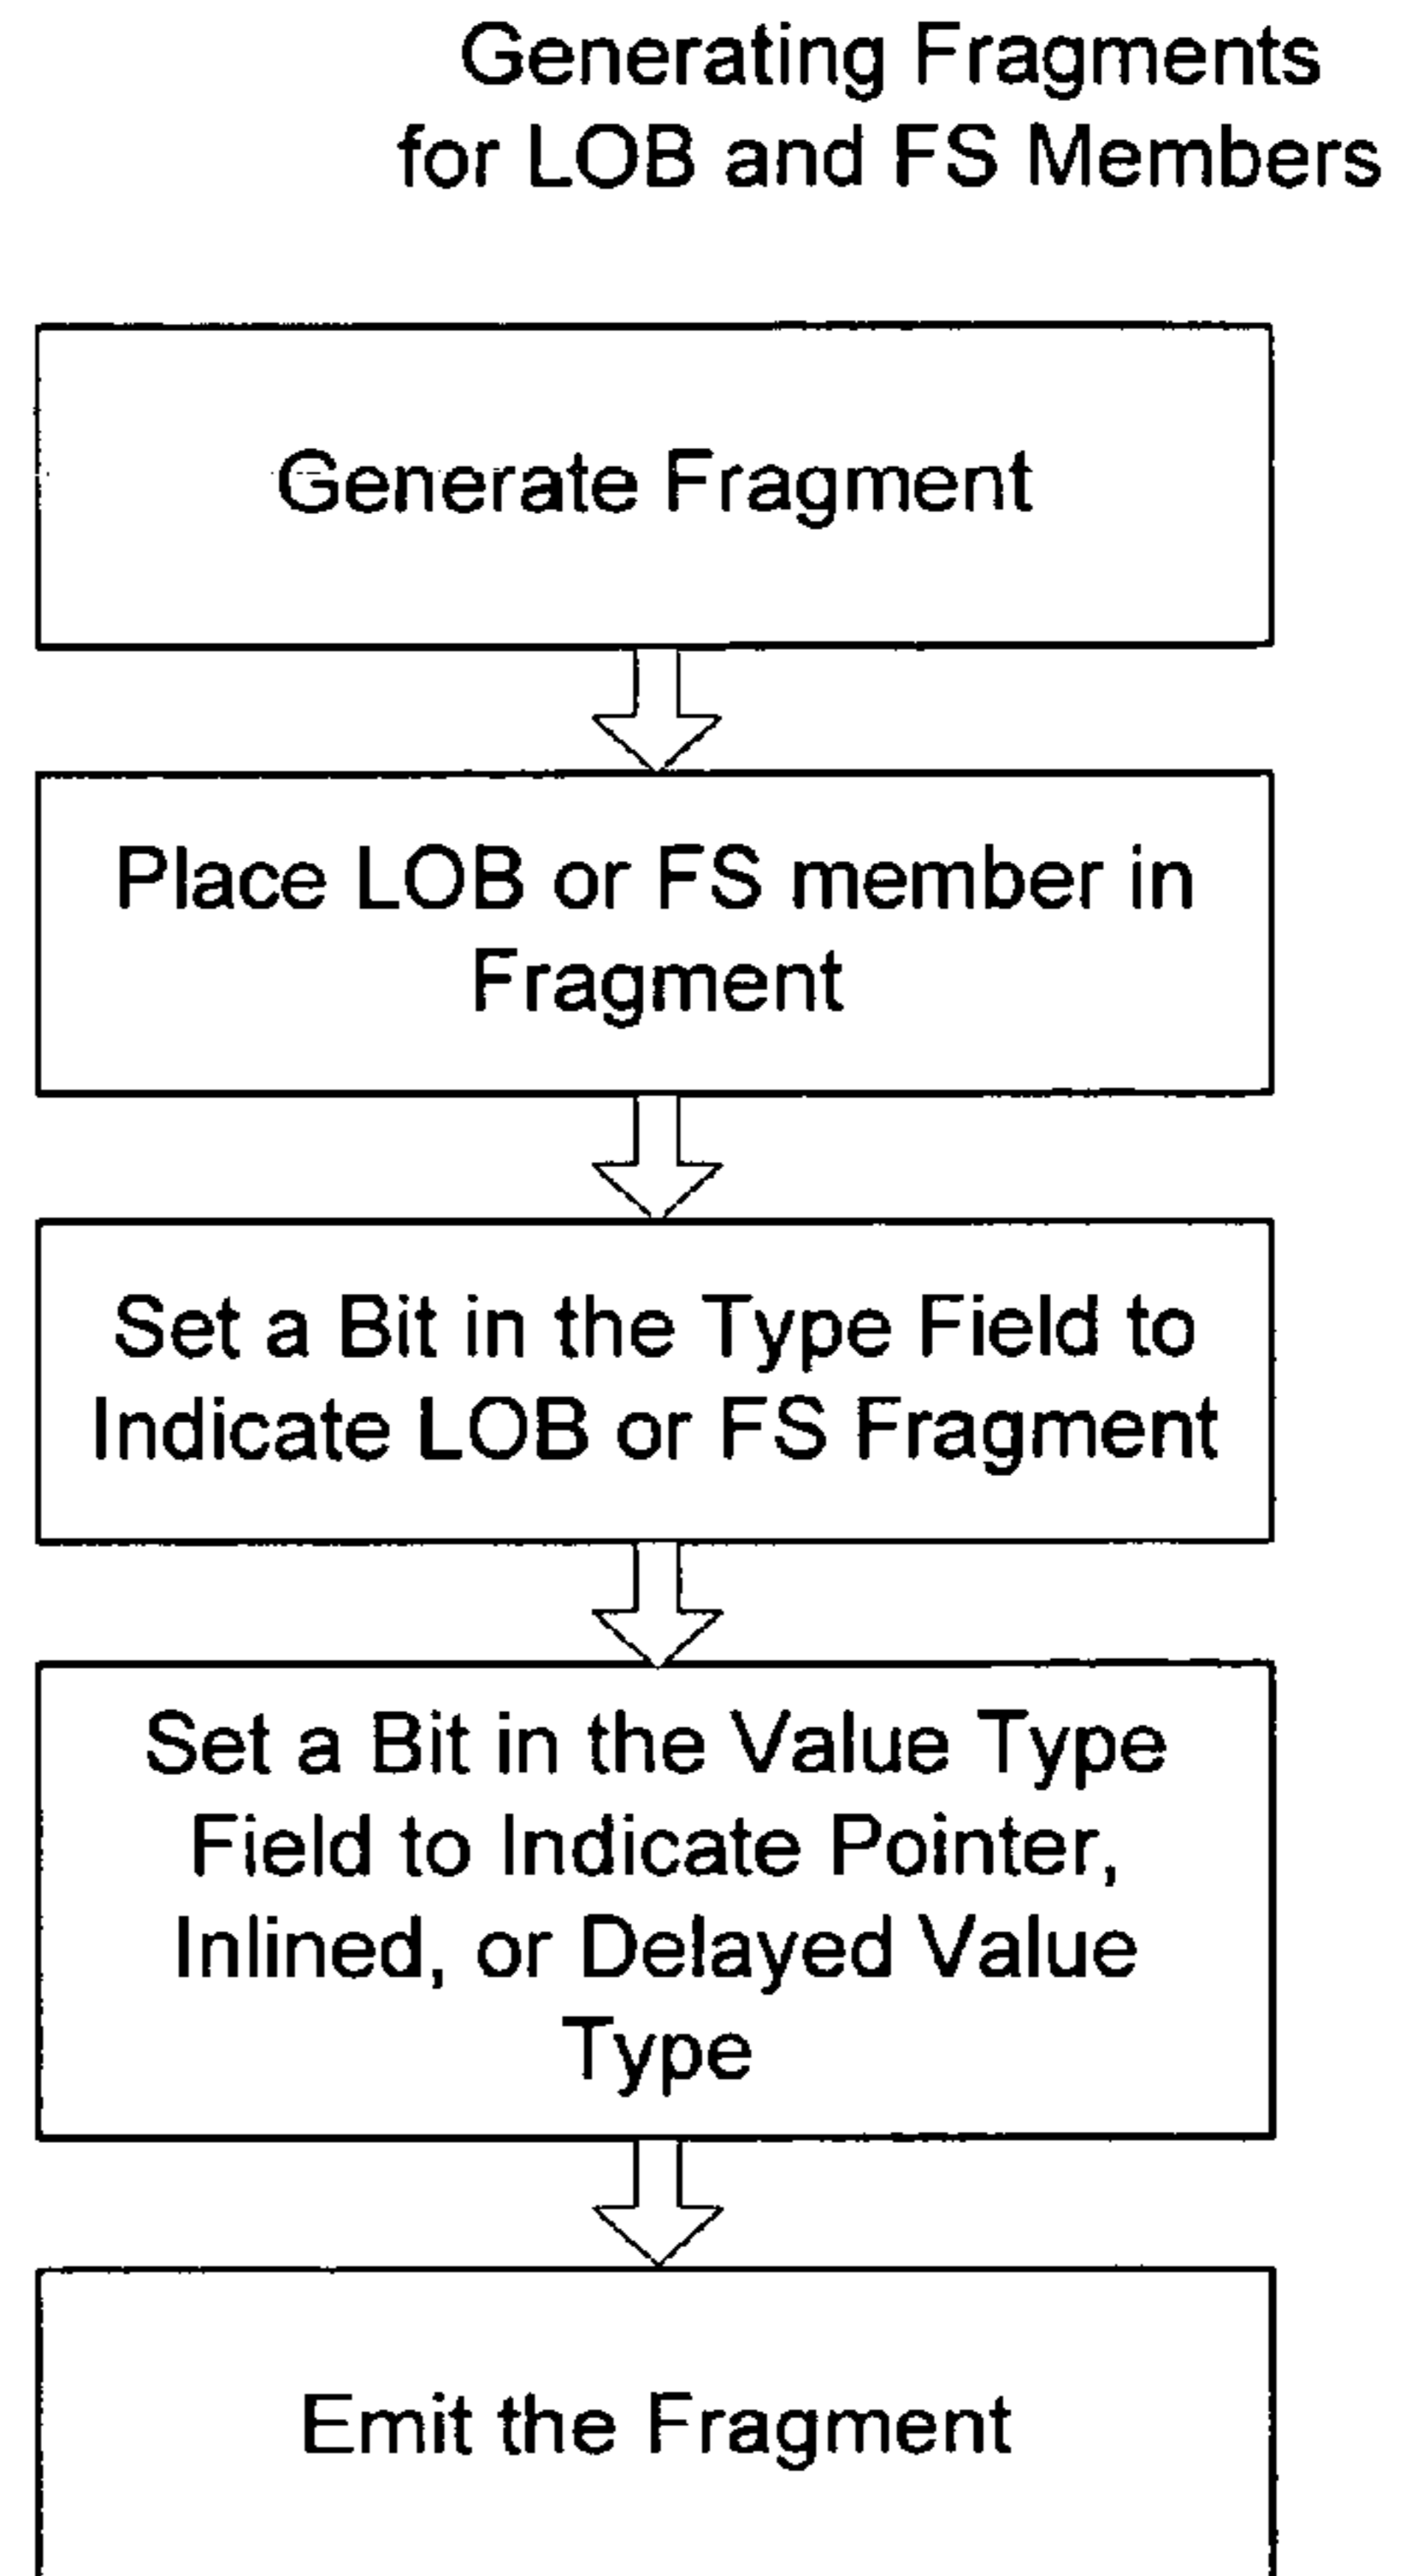 Generating Fragments
for LOB and FS Members
Generate Fragment
Place LOB or FS member in
Fragment
Set a Bit in the Type Field to
Indicate LOB or FS Fragment
Set a Bit in the Value Type
Field to Indicate Pointer,
Inlined, or Delayed Value
Type
Emit the Fragment